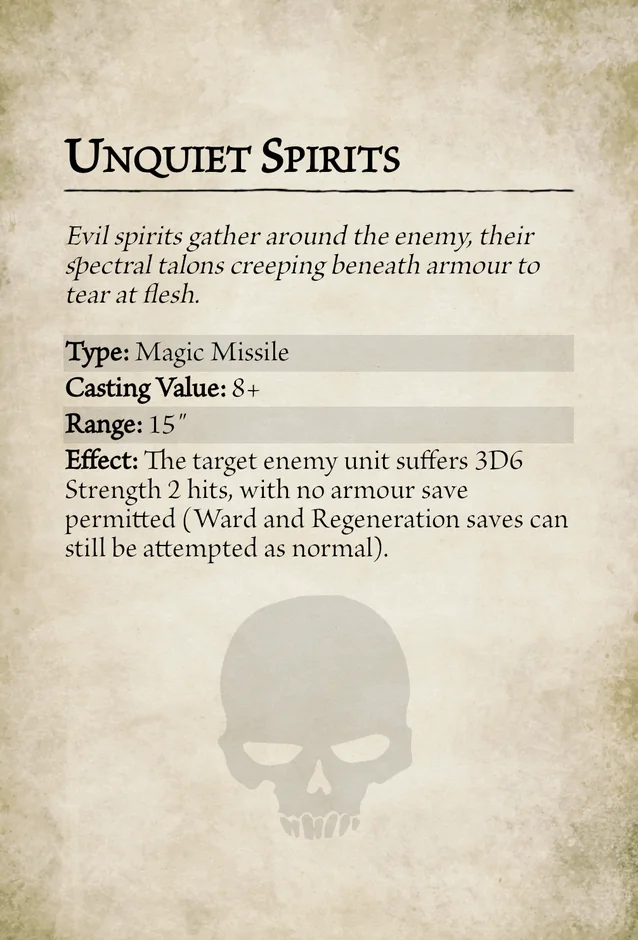 Unquiet Spirits
Evil spirits gather around the enemy, their
spectral talons creeping beneath armour to
tear at flesh.
Type: Magic Missile
Casting Value: 8+
Range: 15"
Effect: The target enemy unit suffers 3D6
Strength 2 hits, with no armour save
permitted (Ward and Regeneration saves can
still be attempted as normal).